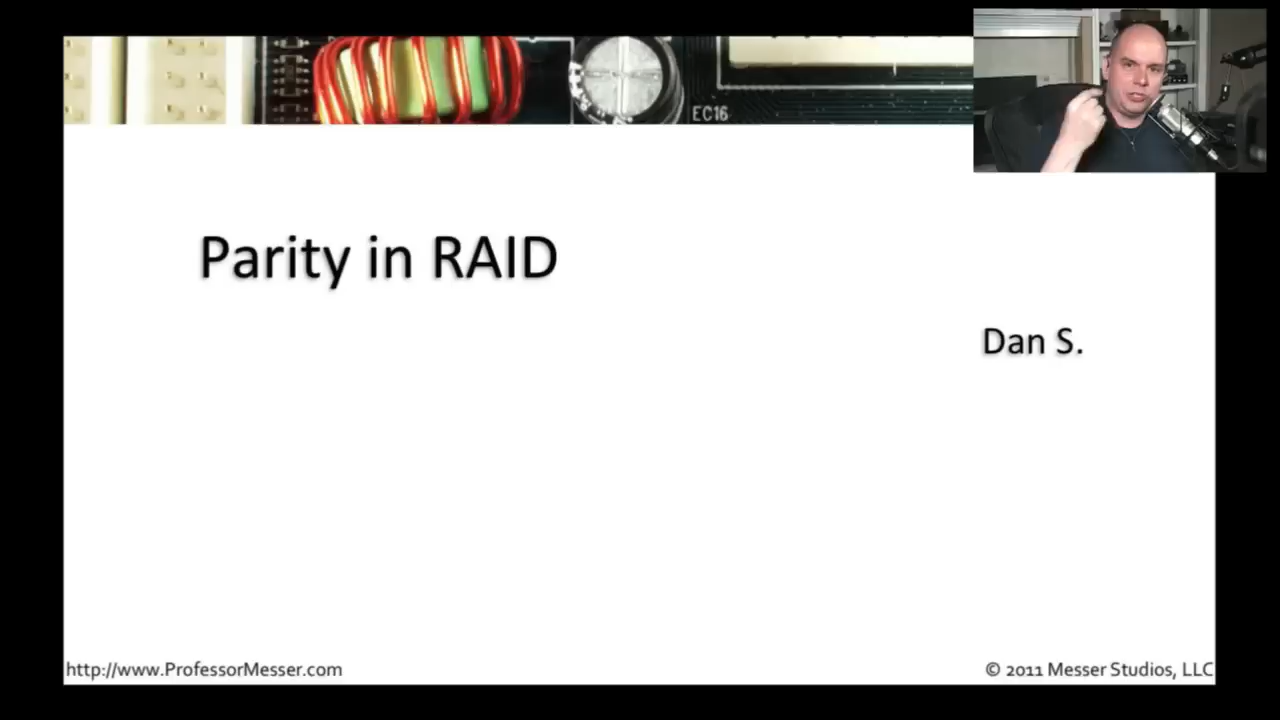 EC16
Parity in RAID
Dan S.
http://www.ProfessorMesser.com
© 2011 Messer Studios, LLC